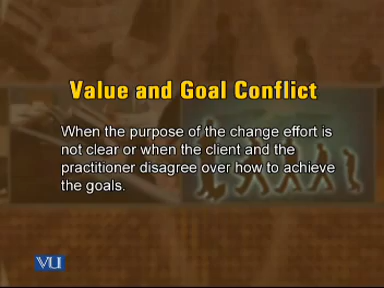 Value and Goal Conflict
When the purpose of the change effort is
not clear or when the client and the
practitioner disagree over how to achieve
the goals.
VU